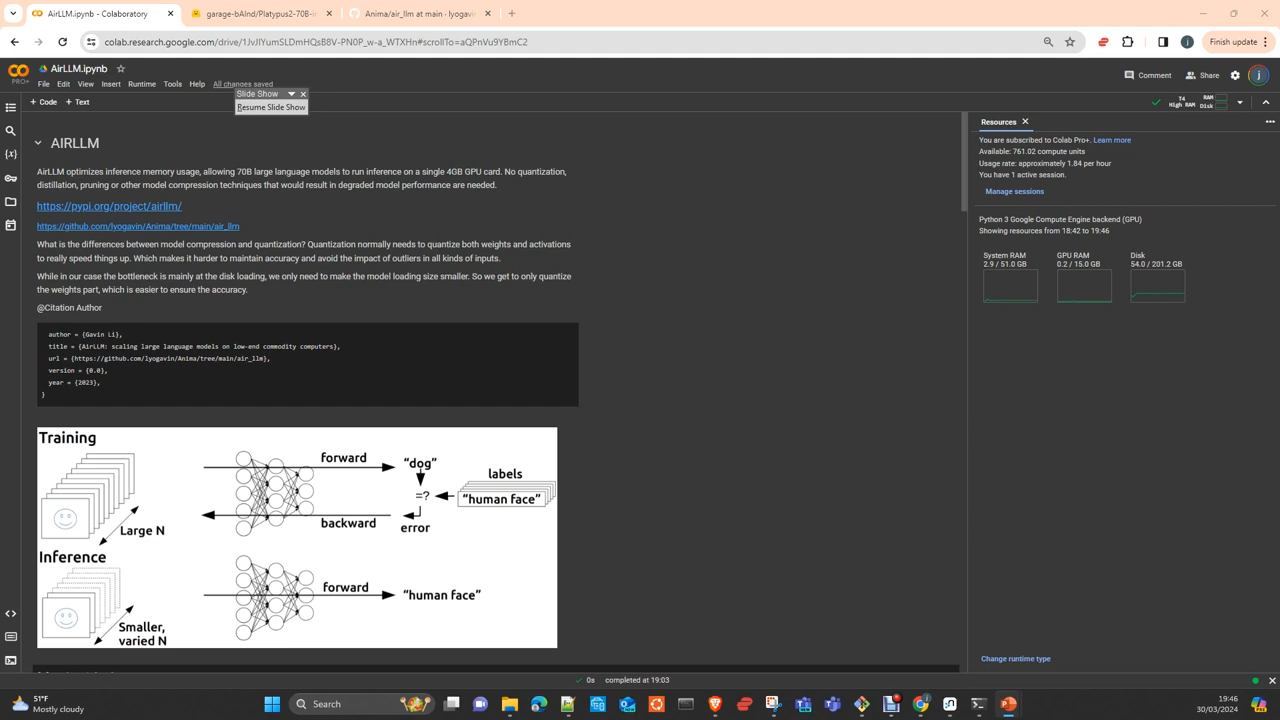 AirLLM.ipynb - Colaboratory
garage-bAInd/Platypus2-70B-in
Anima/air_llm at main · lyogavin
colab.research.google.com/drive/1JvJlYumSLDmHQsB8V-PN0P_w-a_WTXHn#scrollTo=aQPnVu9YBmC2
Finish update
AirLLM.ipynb
PRO+
File Edit View Insert Runtime Tools Help All changes saved
Comment
Share
Slide Show
Resume Slide Show
+ Code + Text
T4
High RAM
RAM
Disk
AIRLLM
AirLLM optimizes inference memory usage, allowing 70B large language models to run inference on a single 4GB GPU card. No quantization,
distillation, pruning or other model compression techniques that would result in degraded model performance are needed.
https://pypi.org/project/airllm/
https://github.com/lyogavin/Anima/tree/main/air_llm
What is the differences between model compression and quantization? Quantization normally needs to quantize both weights and activations
to really speed things up. Which makes it harder to maintain accuracy and avoid the impact of outliers in all kinds of inputs.
While in our case the bottleneck is mainly at the disk loading, we only need to make the model loading size smaller. So we get to only quantize
the weights part, which is easier to ensure the accuracy.
@Citation Author
author = {Gavin Li},
title = {AirLLM: scaling large language models on low-end commodity computers},
url = {https://github.com/lyogavin/Anima/tree/main/air_llm},
version = {0.0},
year = {2023},
}
Training
forward
"dog"
labels
=?
"human face"
backward
error
Large N
Inference
forward
"human face"
Smaller,
varied N
Resources
You are subscribed to Colab Pro+. Learn more
Available: 761.02 compute units
Usage rate: approximately 1.84 per hour
You have 1 active session.
Manage sessions
Python 3 Google Compute Engine backend (GPU)
Showing resources from 18:42 to 19:46
System RAM
2.9 / 51.0 GB
GPU RAM
0.2 / 15.0 GB
Disk
54.0 / 201.2 GB
Change runtime type
0s completed at 19:03
51°F
Mostly cloudy
Search
19:46
30/03/2024